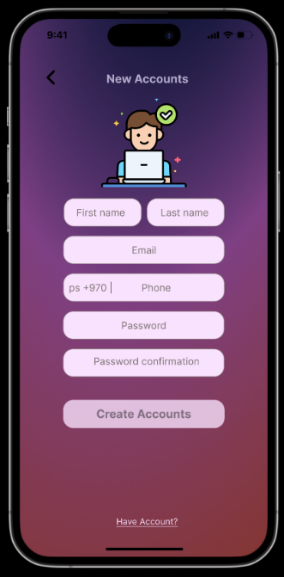 9:41
New Accounts
First name Last name
Email
ps +970 | Phone
Password
Password confirmation
Create Accounts
Have Account?